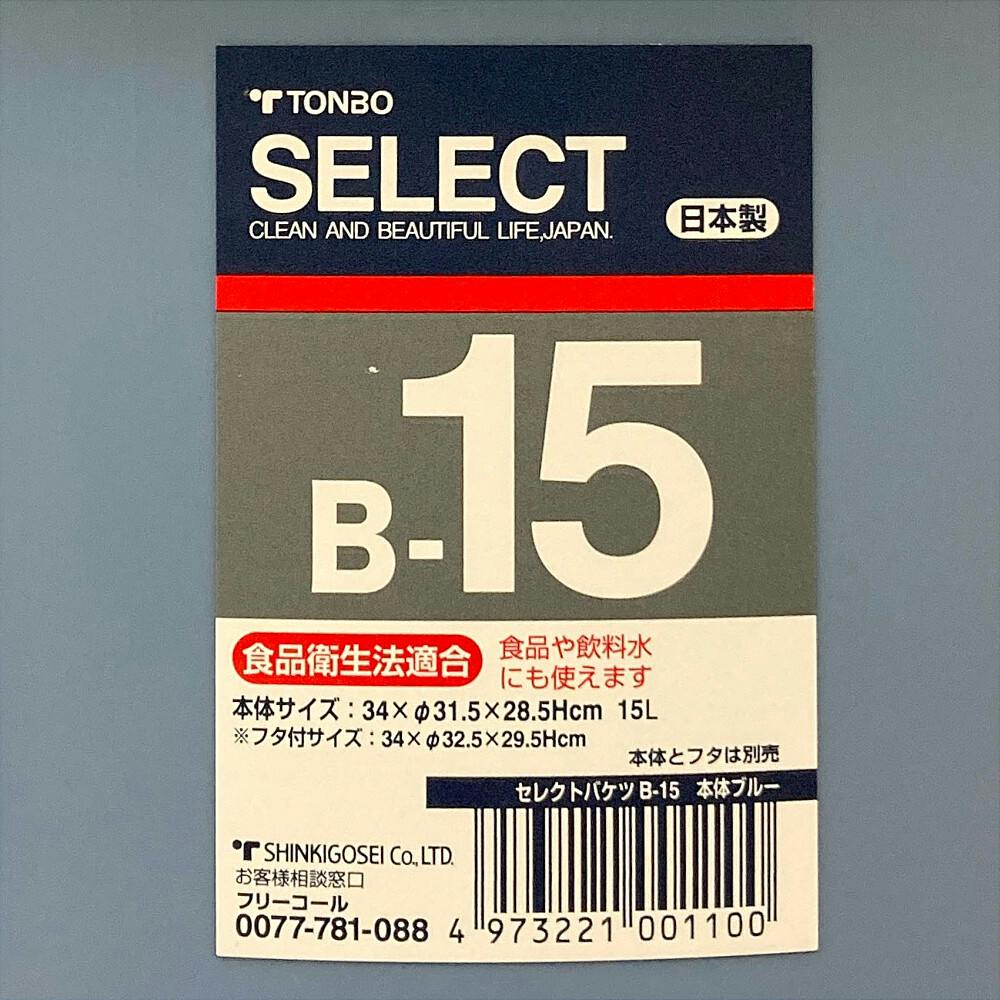 TONBO
SELECT
CLEAN AND BEAUTIFUL LIFE,JAPAN.
日本製
B-15
食品衛生法適合
食品や飲料水
にも使えます
本体サイズ：34×φ31.5×28.5Hcm 15L
※フタ付サイズ：34×φ32.5×29.5Hcm
本体とフタは別売
セレクトバケツ B-15 本体ブルー
SHINKIGOSEI Co., LTD.
お客様相談窓口
フリーコール
0077-781-088
4 973221 001100